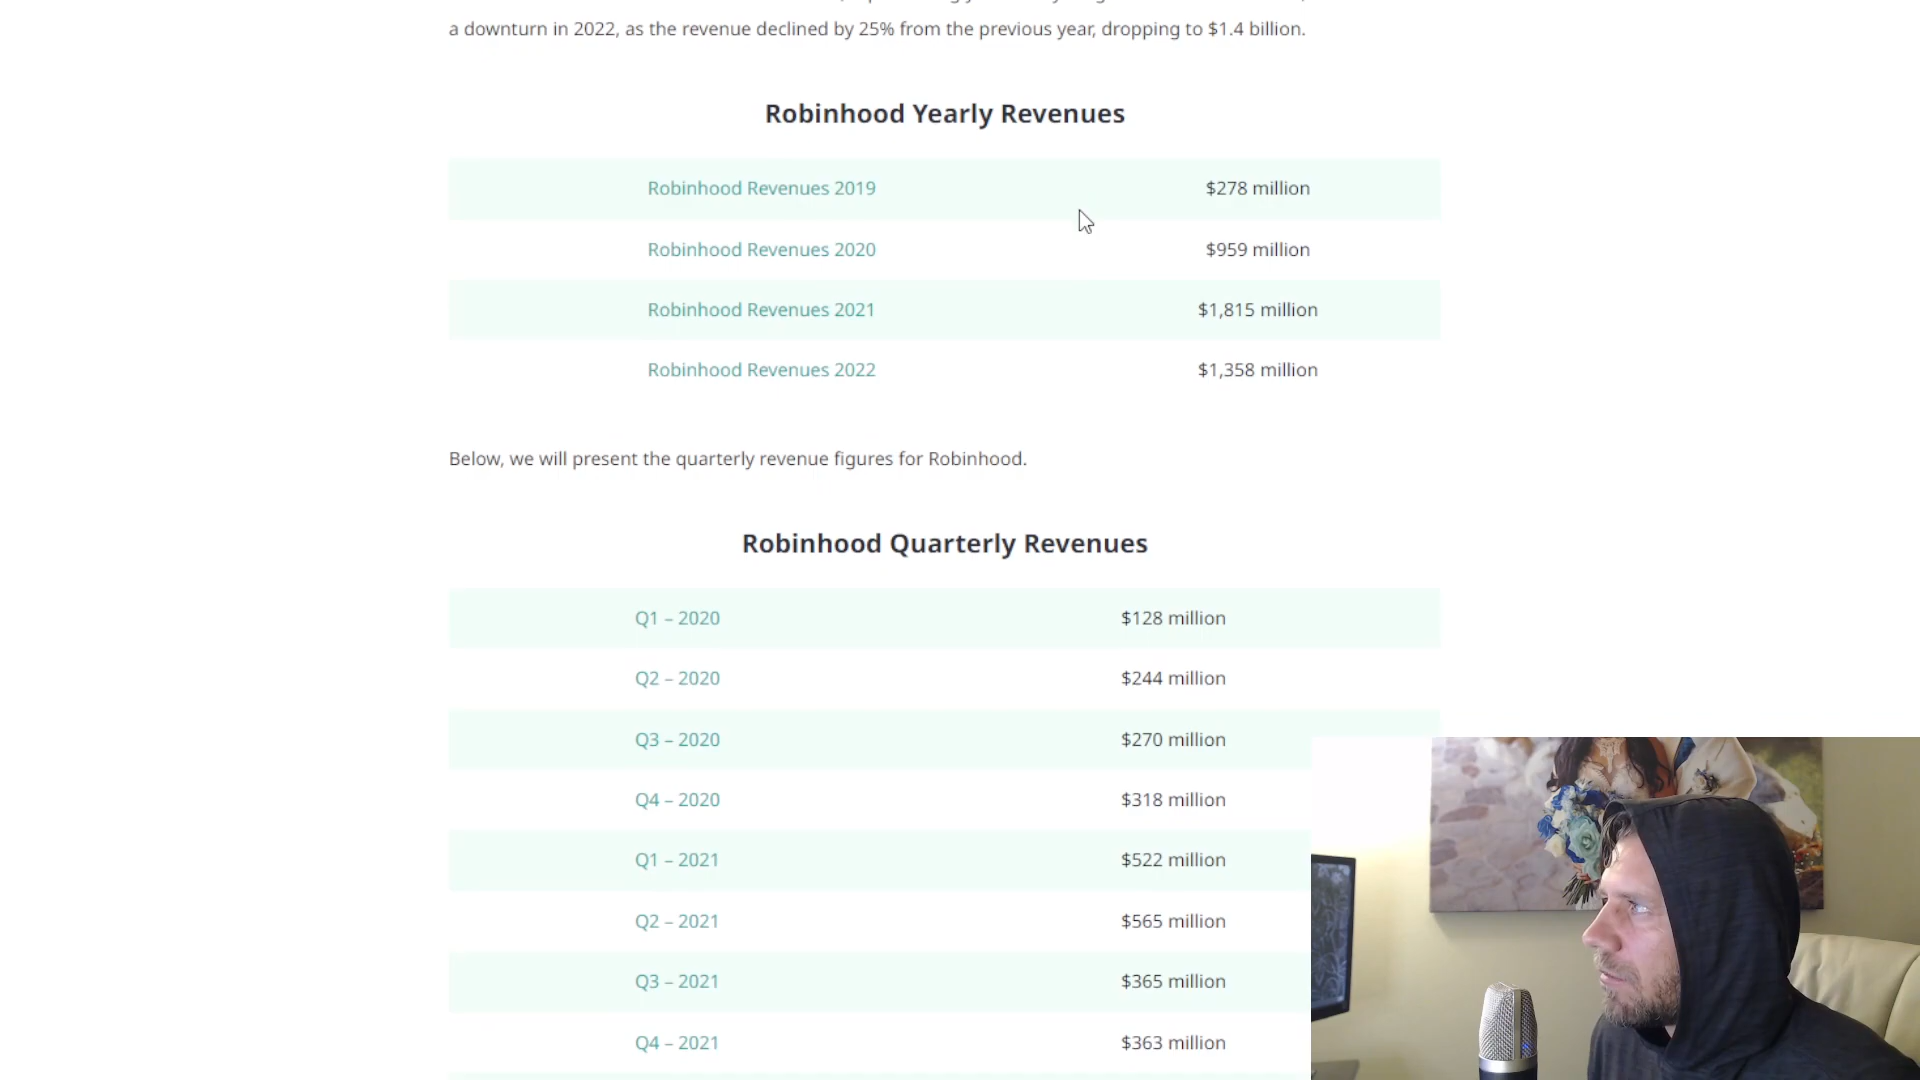 a downturn in 2022, as the revenue declined by 25% from the previous year, dropping to $1.4 billion.
Robinhood Yearly Revenues
Robinhood Revenues 2019 $278 million
Robinhood Revenues 2020 $959 million
Robinhood Revenues 2021 $1,815 million
Robinhood Revenues 2022 $1,358 million
Below, we will present the quarterly revenue figures for Robinhood.
Robinhood Quarterly Revenues
Q1 – 2020 $128 million
Q2 – 2020 $244 million
Q3 – 2020 $270 million
Q4 – 2020 $318 million
Q1 – 2021 $522 million
Q2 – 2021 $565 million
Q3 – 2021 $365 million
Q4 – 2021 $363 million